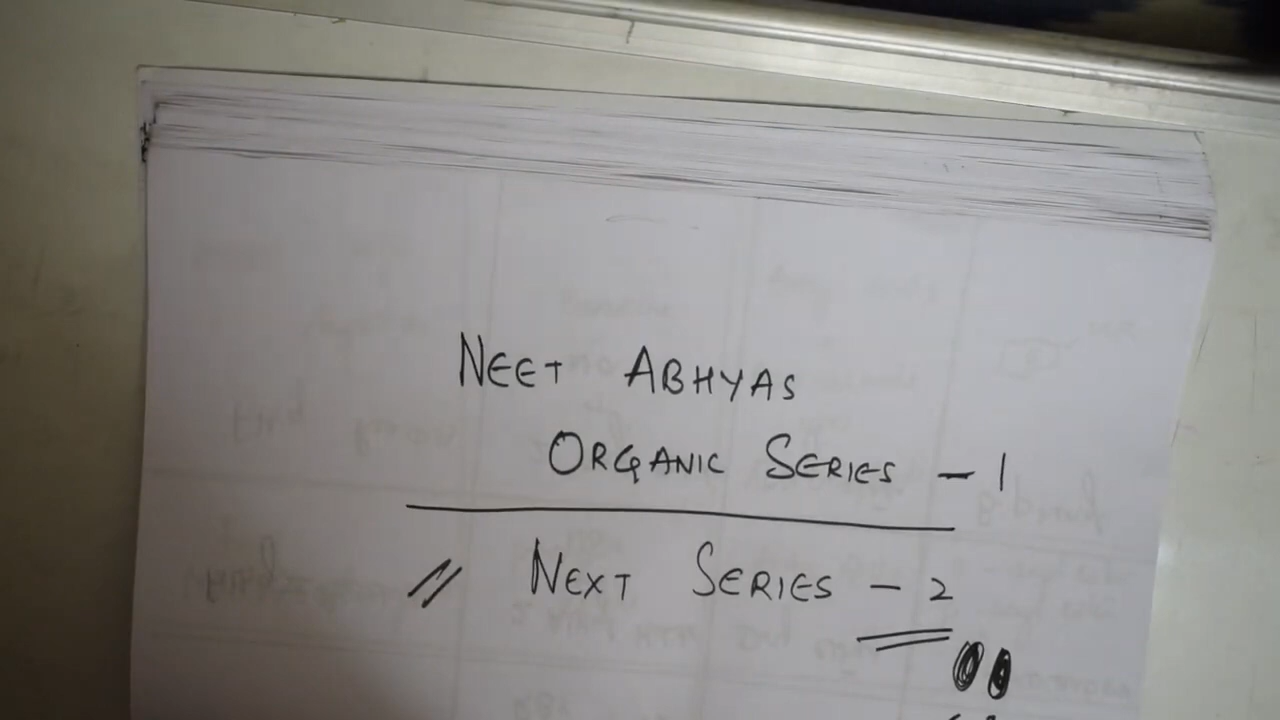 NEET ABHYAS
ORGANIC SERIES - 1
// NEXT SERIES - 2